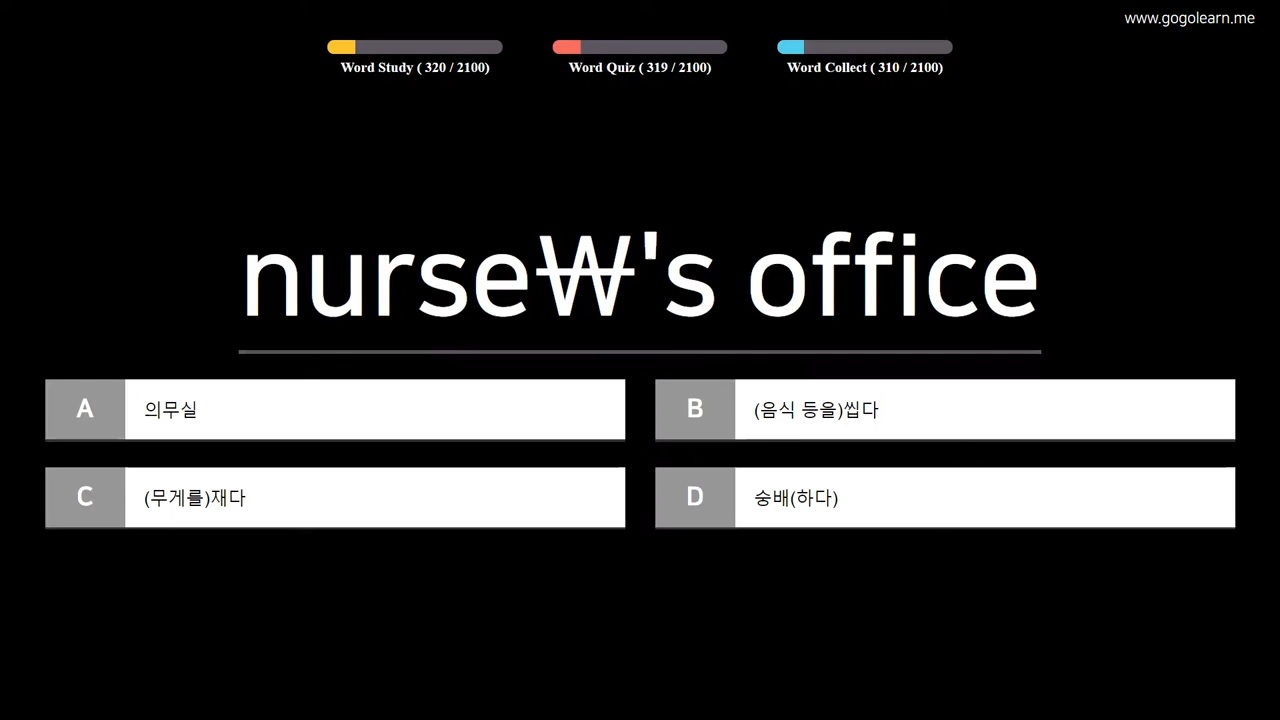 www.gogolearn.me
Word Study ( 320 / 2100)
Word Quiz ( 319 / 2100)
Word Collect ( 310 / 2100)
nurse₩'s office
A 의무실
B (음식 등을)씹다
C (무게를)재다
D 숭배(하다)